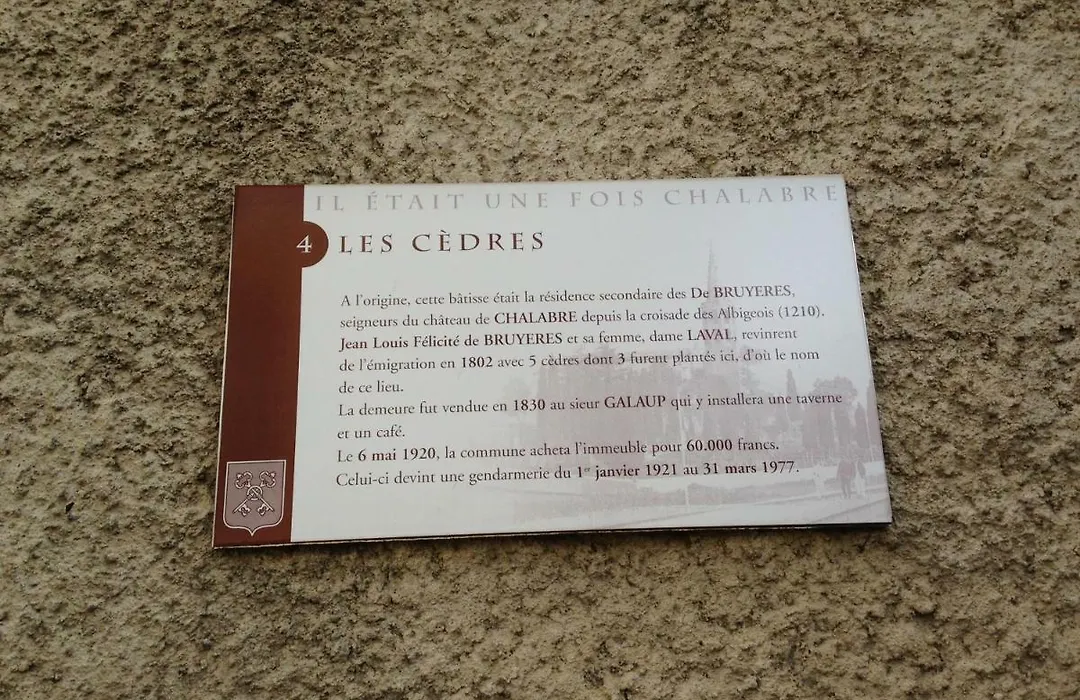 IL ÉTAIT UNE FOIS CHALABRE
4 LES CÈDRES
A l'origine, cette bâtisse était la résidence secondaire des De BRUYERES,
seigneurs du château de CHALABRE depuis la croisade des Albigeois (1210).
Jean Louis Félicité de BRUYERES et sa femme, dame LAVAL, revinrent
de l'émigration en 1802 avec 5 cèdres dont 3 furent plantés ici, d'où le nom
de ce lieu.
La demeure fut vendue en 1830 au sieur GALAUP qui y installera une taverne
et un café.
Le 6 mai 1920, la commune acheta l'immeuble pour 60.000 francs.
Celui-ci devint une gendarmerie du 1er janvier 1921 au 31 mars 1977.